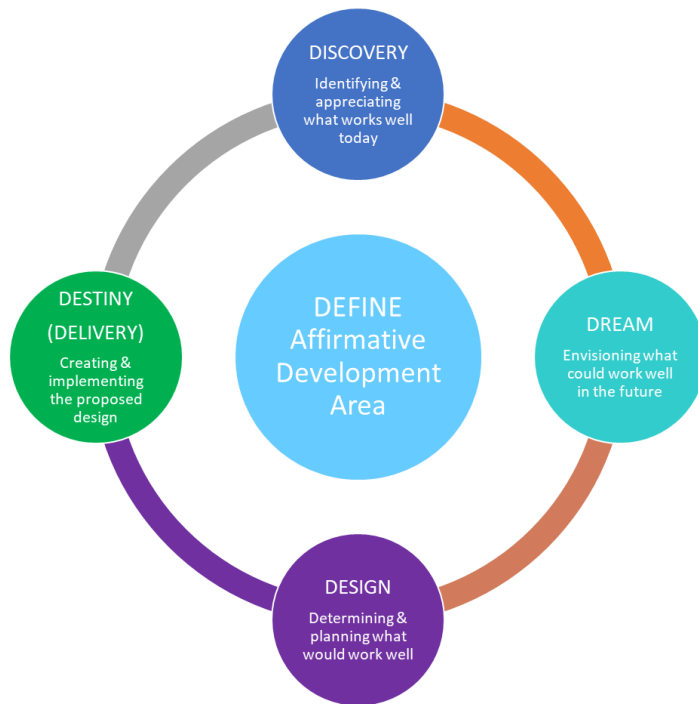 DISCOVERY
Identifying &
appreciating
what works well
today
DREAM
Envisioning what
could work well
in the future
DEFINE
Affirmative
Development
Area
DESTINY
(DELIVERY)
Creating &
implementing
the proposed
design
DESIGN
Determining &
planning what
would work well